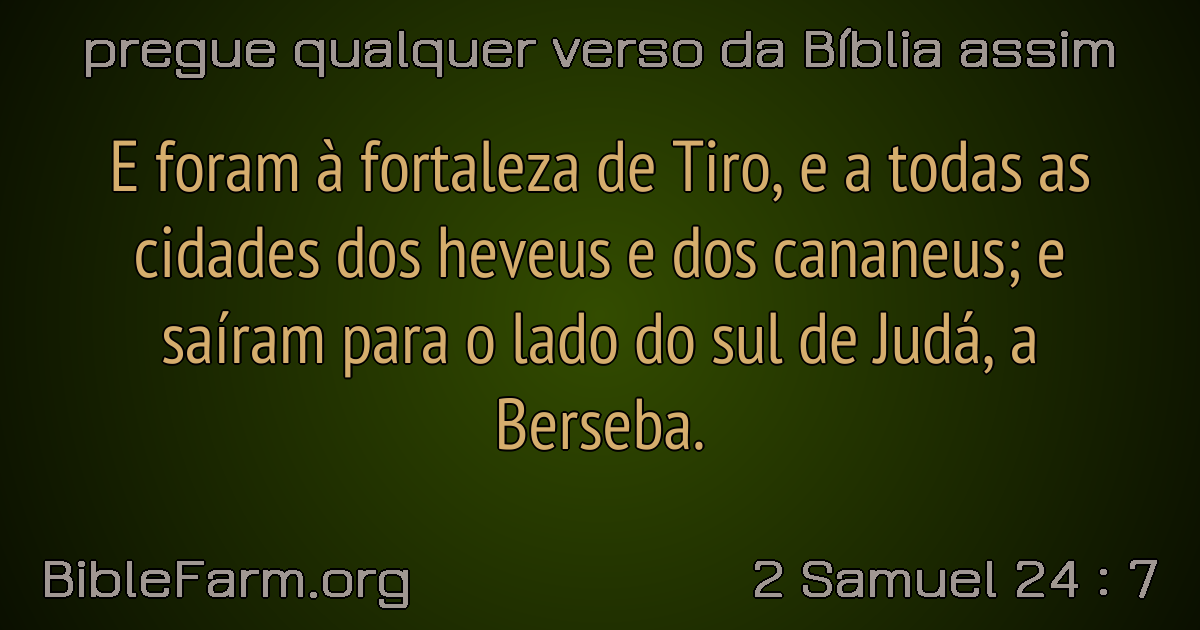 pregue qualquer verso da Bíblia assim
E foram à fortaleza de Tiro, e a todas as
cidades dos heveus e dos cananeus; e
saíram para o lado do sul de Judá, a
Berseba.
BibleFarm.org
2 Samuel 24 : 7